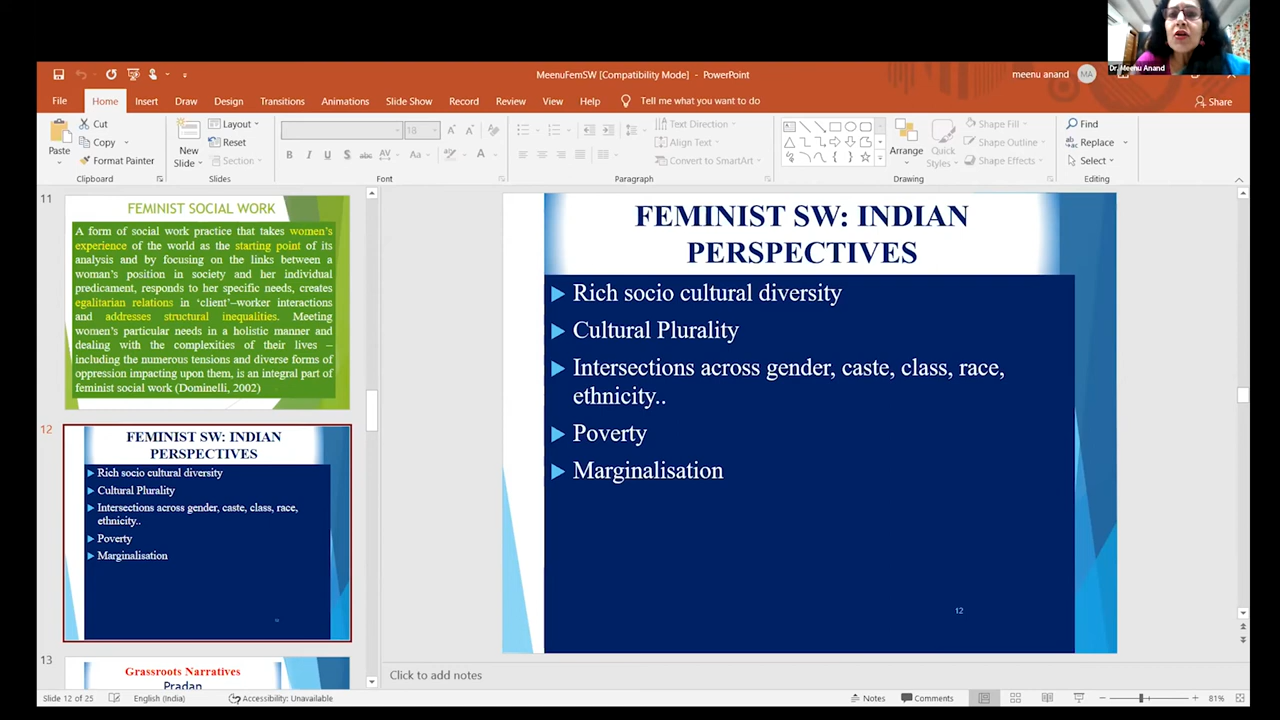 Dr. Meenu Anand
MeenuFemSW [Compatibility Mode] - PowerPoint
meenu anand
MA
File Home Insert Draw Design Transitions Animations Slide Show Record Review View Help Tell me what you want to do
Share
Paste
Cut
Copy
Format Painter
Clipboard
New
Slide
Layout
Reset
Section
Slides
18
Font
Text Direction
Align Text
Convert to SmartArt
Paragraph
Arrange
Quick
Styles
Shape Fill
Shape Outline
Shape Effects
Drawing
Find
Replace
Select
Editing
11
FEMINIST SOCIAL WORK
A form of social work practice that takes women's
experience of the world as the starting point of its
analysis and by focusing on the links between a
woman's position in society and her individual
predicament, responds to her specific needs, creates
egalitarian relations in 'client'–worker interactions
and addresses structural inequalities. Meeting
women's particular needs in a holistic manner and
dealing with the complexities of their lives –
including the numerous tensions and diverse forms of
oppression impacting upon them, is an integral part of
feminist social work (Dominelli, 2002)
12
FEMINIST SW: INDIAN
PERSPECTIVES
Rich socio cultural diversity
Cultural Plurality
Intersections across gender, caste, class, race,
ethnicity..
Poverty
Marginalisation
13
Grassroots Narratives
Pradan
FEMINIST SW: INDIAN
PERSPECTIVES
Rich socio cultural diversity
Cultural Plurality
Intersections across gender, caste, class, race,
ethnicity..
Poverty
Marginalisation
12
Click to add notes
Slide 12 of 25
English (India)
Accessibility: Unavailable
Notes
Comments
81%